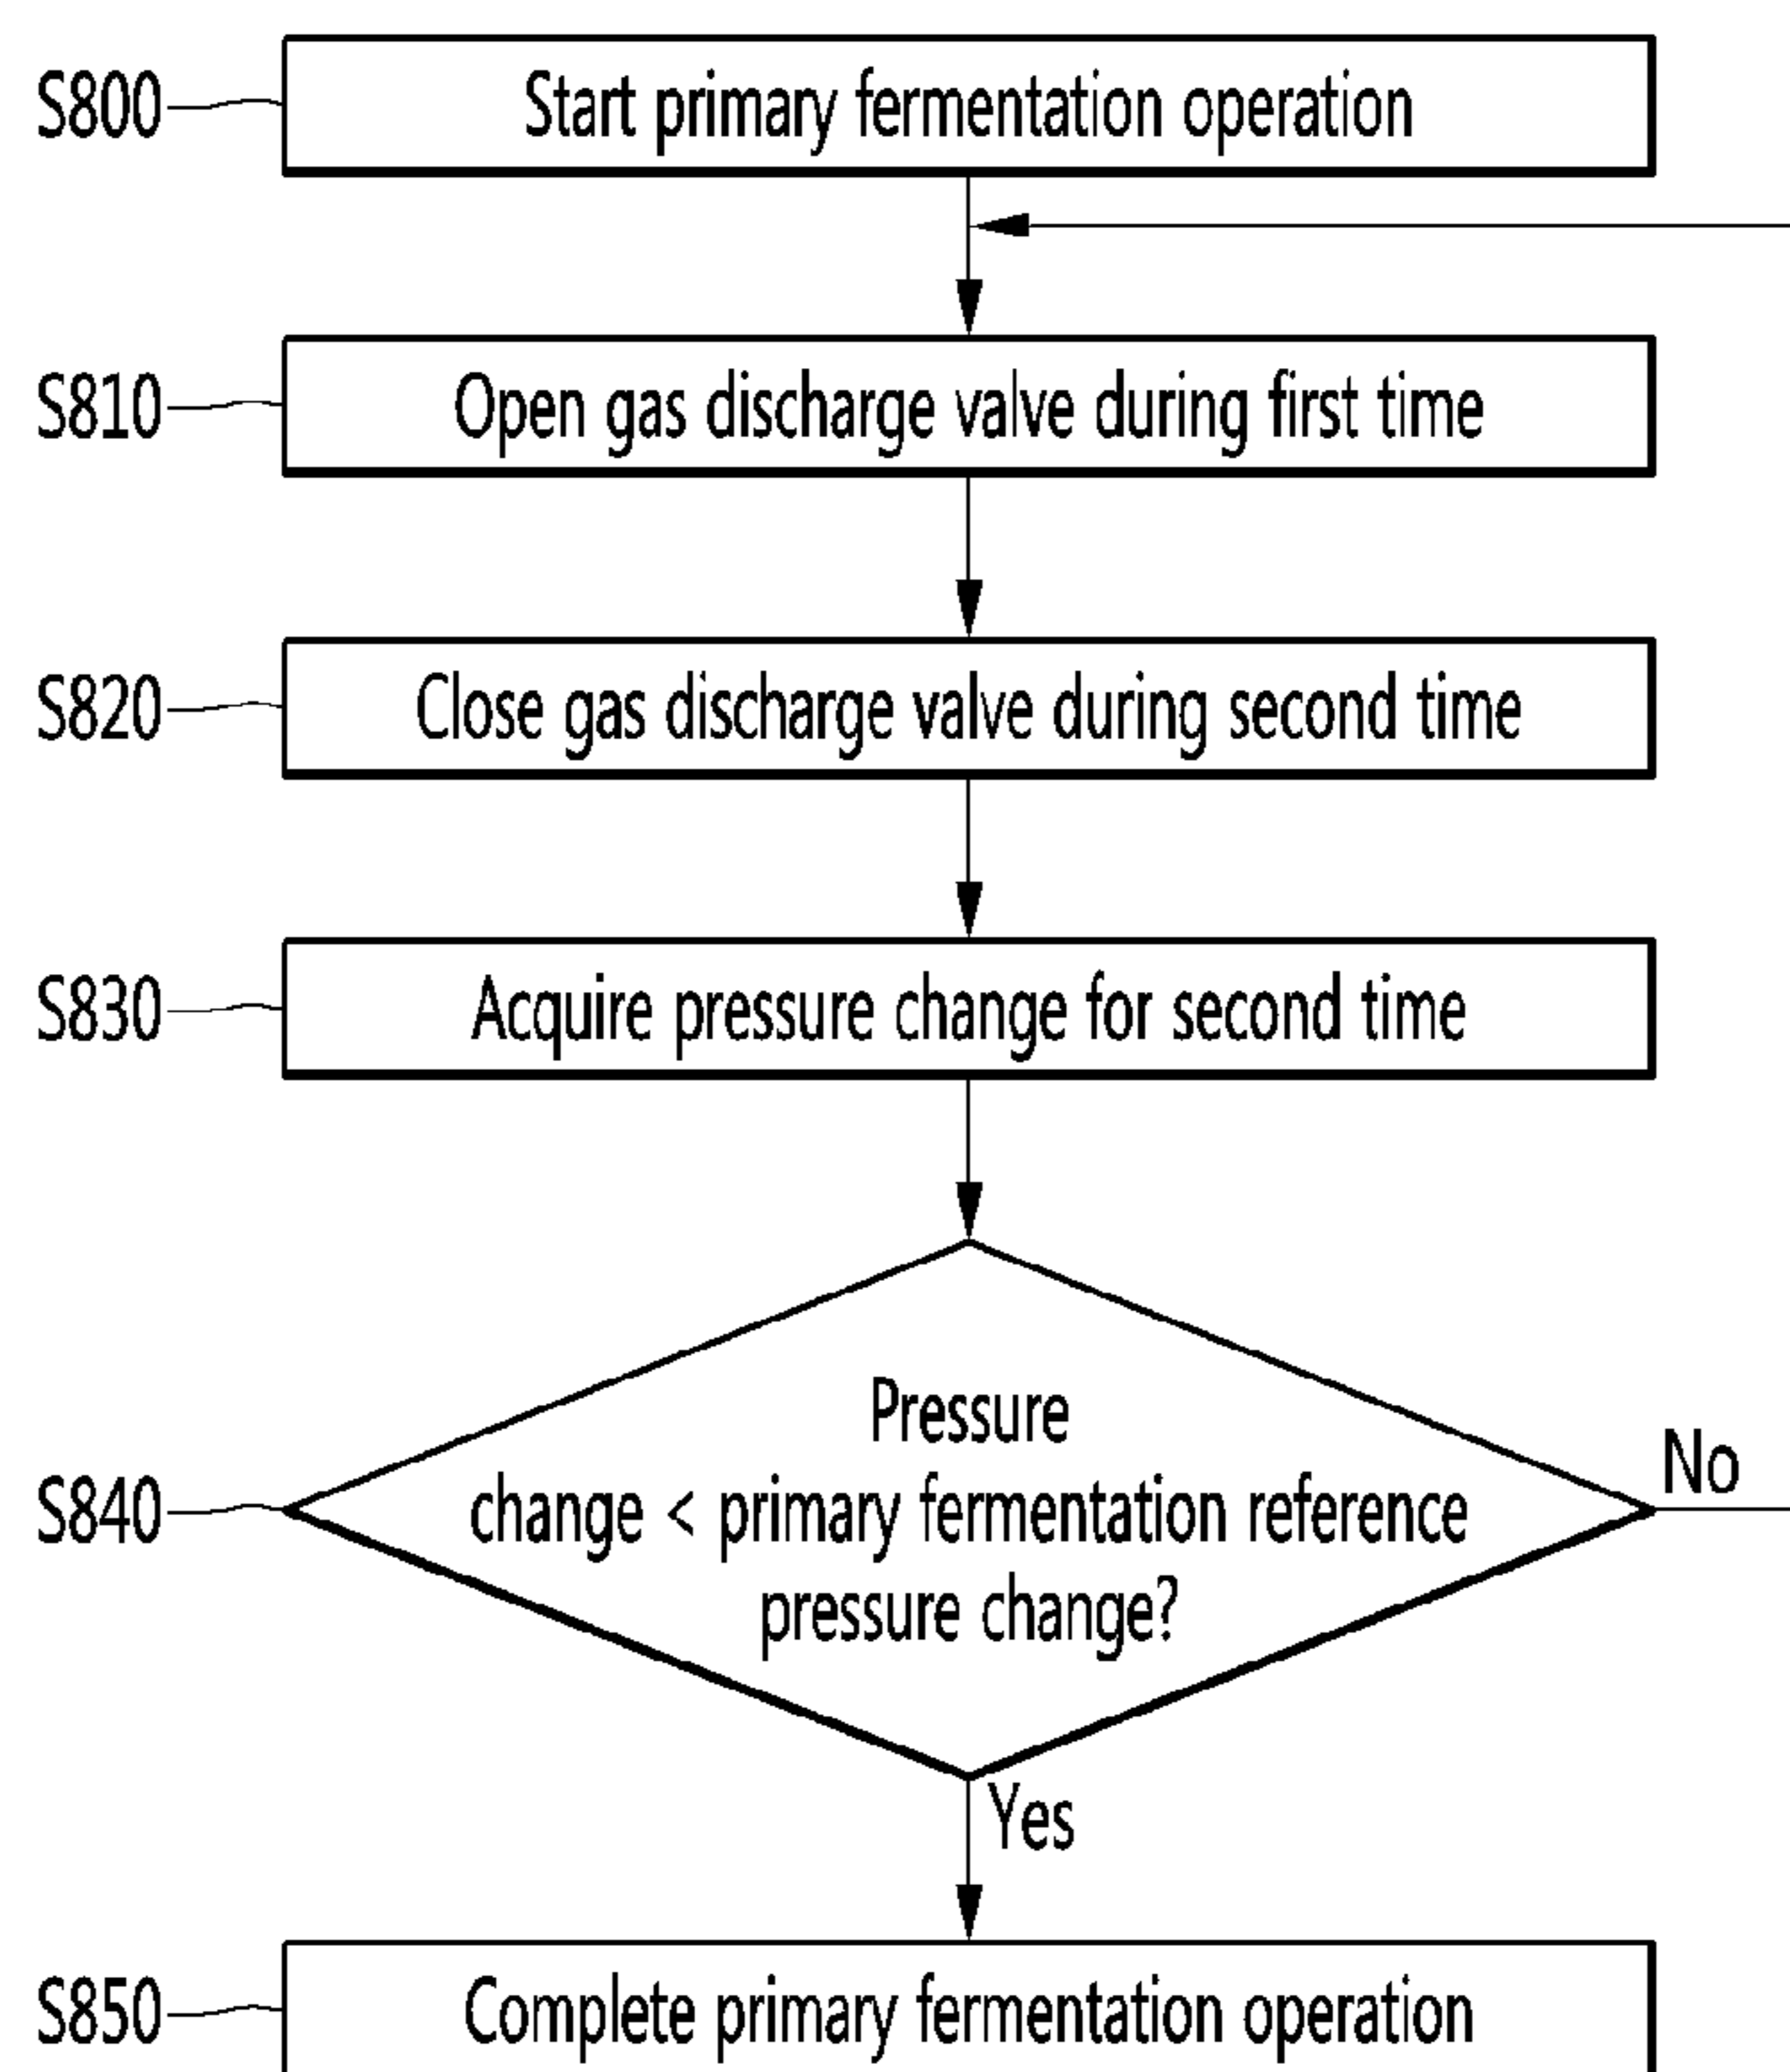 S800
Start primary fermentation operation
S810
Open gas discharge valve during first time
S820
Close gas discharge valve during second time
S830
Acquire pressure change for second time
S840
Pressure
change < primary fermentation reference
pressure change?
No
Yes
S850
Complete primary fermentation operation